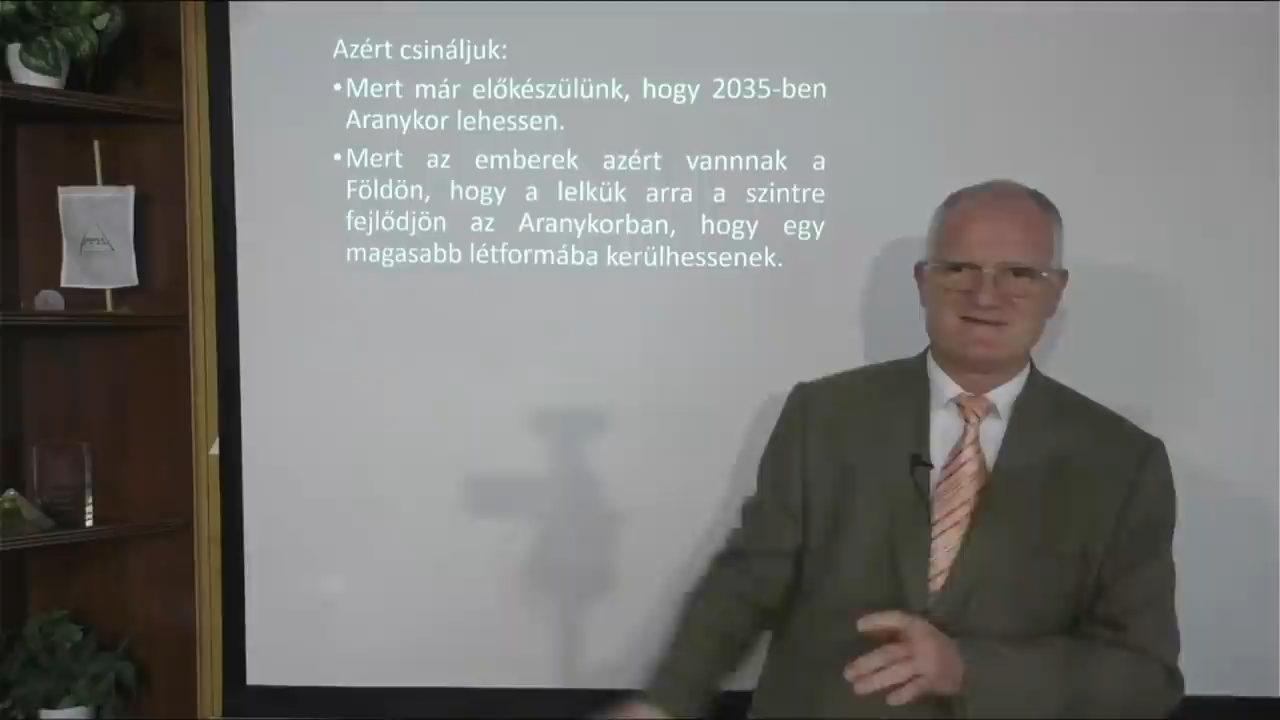 Azért csináljuk:
•Mert már előkészülünk, hogy 2035-ben
Aranykor lehessen.
•Mert az emberek azért vannnak a
Földön, hogy a lelkük arra a szintre
fejlődjön az Aranykorban, hogy egy
magasabb létformába kerülhessenek.